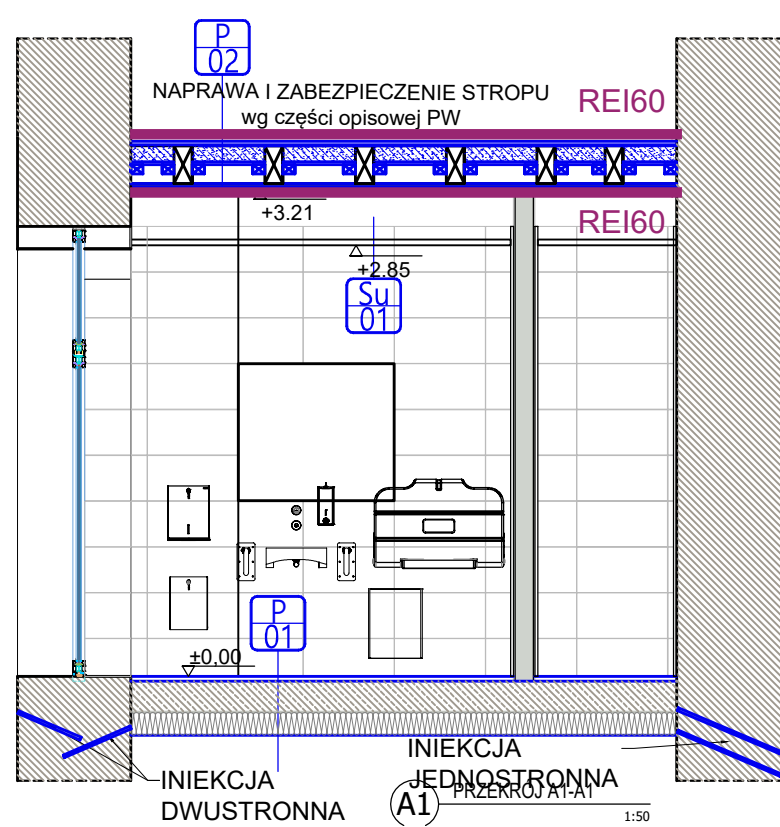 P
02
NAPRAWA I ZABEZPIECZENIE STROPU
wg części opisowej PW
REI60
REI60
+3.21
+2.85
Su
01
P
01
±0,00
INIEKCJA
DWUSTRONNA
INIEKCJA
JEDNOSTRONNA
A1
PRZEKRÓJ A1-A1
1:50